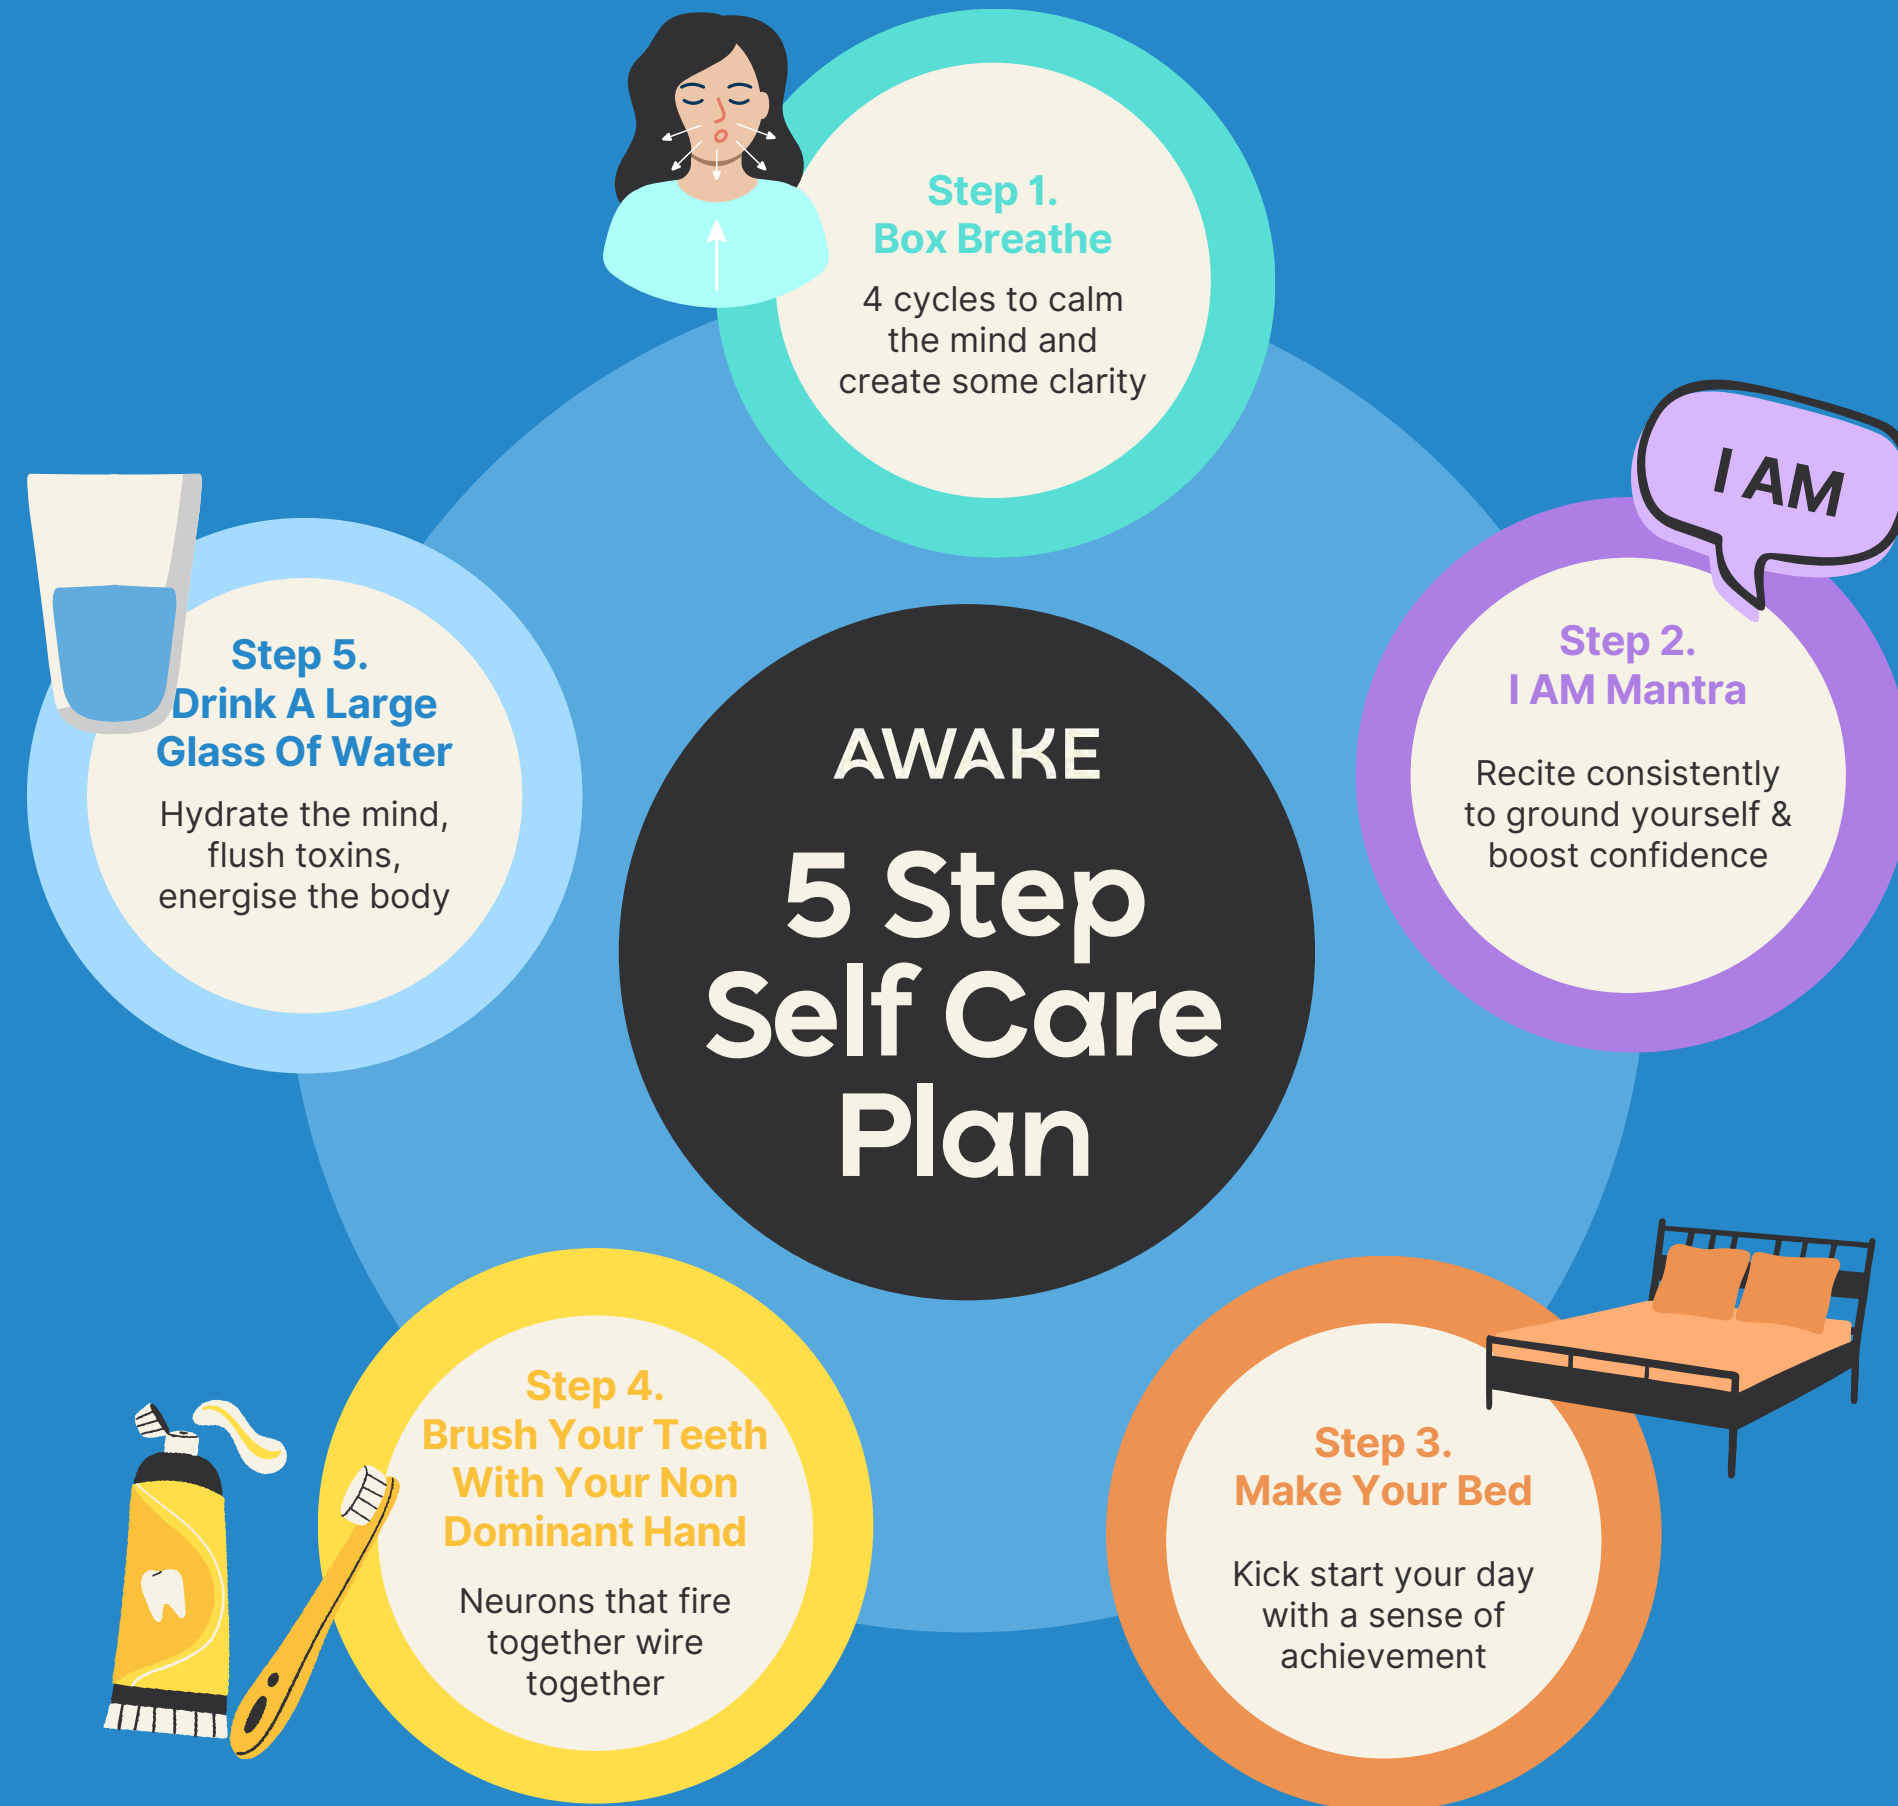 AWAKE
5 Step
Self Care
Plan
Step 1.
Box Breathe
4 cycles to calm
the mind and
create some clarity
I AM
Step 2.
I AM Mantra
Recite consistently
to ground yourself &
boost confidence
Step 3.
Make Your Bed
Kick start your day
with a sense of
achievement
Step 4.
Brush Your Teeth
With Your Non
Dominant Hand
Neurons that fire
together wire
together
Step 5.
Drink A Large
Glass Of Water
Hydrate the mind,
flush toxins,
energise the body